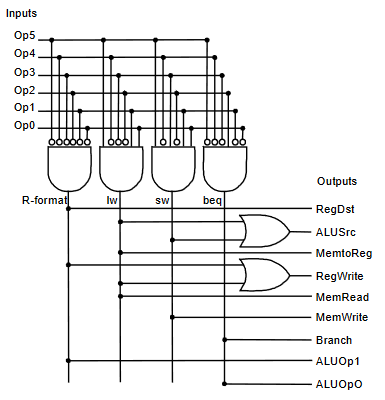 Inputs
Op5
Op4
Op3
Op2
Op1
Op0
R-format lw sw beq
Outputs
RegDst
ALUSrc
MemtoReg
RegWrite
MemRead
MemWrite
Branch
ALUOp1
ALUOpO